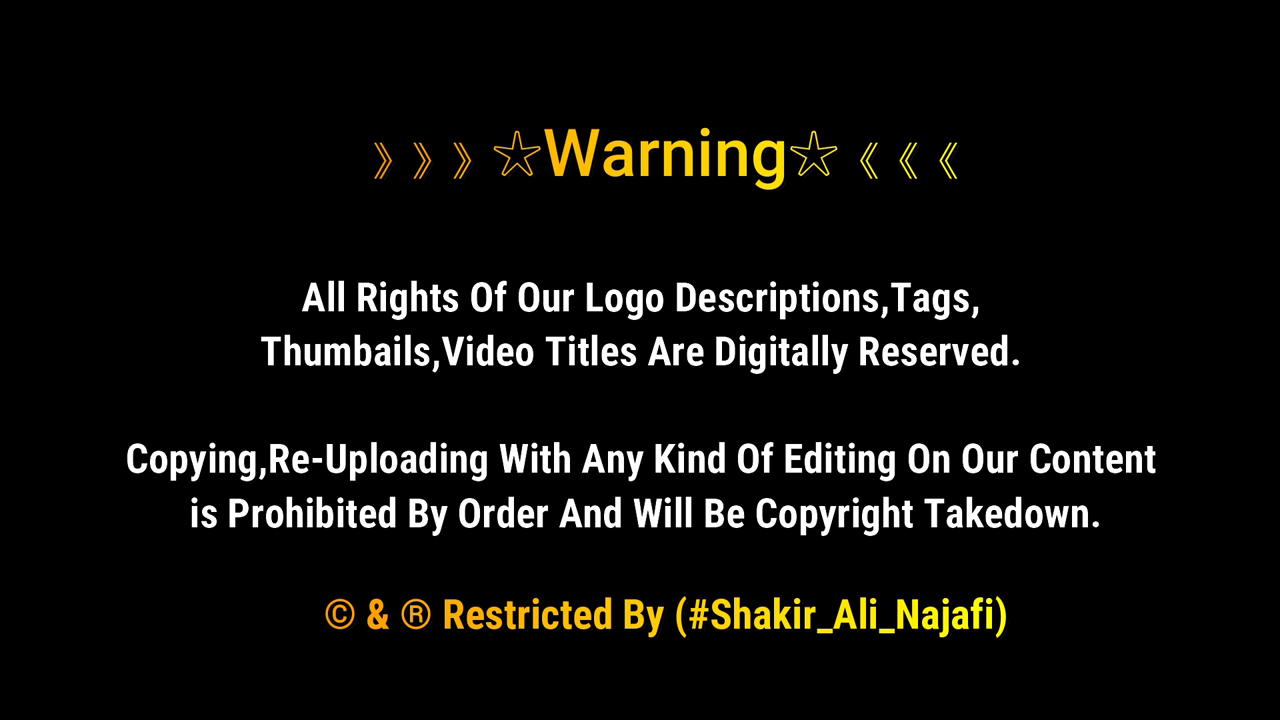 》》》☆Warning☆《《《
All Rights Of Our Logo Descriptions,Tags,
Thumbails,Video Titles Are Digitally Reserved.
Copying,Re-Uploading With Any Kind Of Editing On Our Content
is Prohibited By Order And Will Be Copyright Takedown.
© & ® Restricted By (#Shakir_Ali_Najafi)